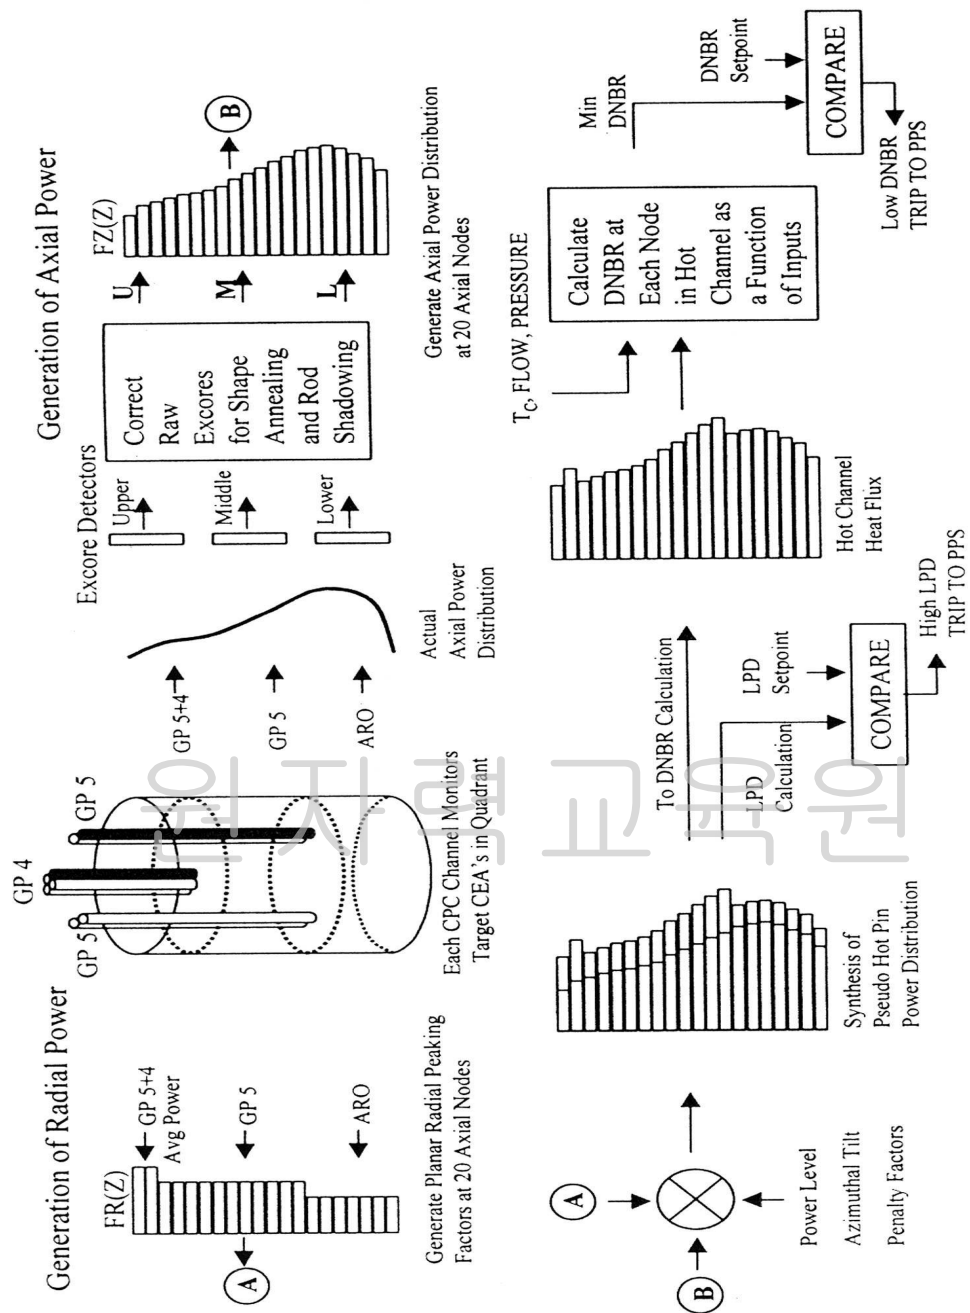 Generation of Radial Power
FR(Z)
GP 5+4
Avg Power
GP 5
ARO
A
Generate Planar Radial Peaking
Factors at 20 Axial Nodes
GP 5
GP 4
GP 5
Each CPC Channel Monitors
Target CEA's in Quadrant
GP 5+4
GP 5
ARO
Actual
Axial Power
Distribution
Generation of Axial Power
Excore Detectors
Upper
Middle
Lower
Correct
Raw
Excores
for Shape
Annealing
and Rod
Shadowing
U
M
L
FZ(Z)
B
Generate Axial Power Distribution
at 20 Axial Nodes
A
B
Power Level
Azimuthal Tilt
Penalty Factors
Synthesis of
Pseudo Hot Pin
Power Distribution
To DNBR Calculation
LPD
Calculation
LPD
Setpoint
COMPARE
High LPD
TRIP TO PPS
Hot Channel
Heat Flux
TC, FLOW, PRESSURE
Calculate
DNBR at
Each Node
in Hot
Channel as
a Function
of Inputs
Min
DNBR
DNBR
Setpoint
COMPARE
Low DNBR
TRIP TO PPS
원자력교육원